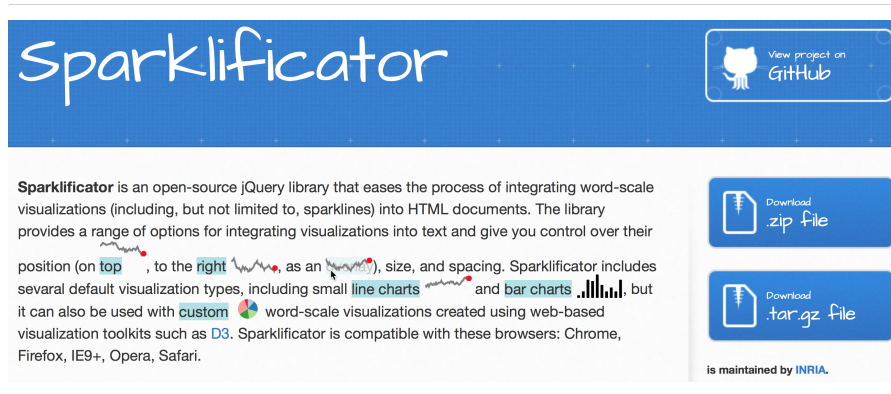 Sparklificator
View project on
GitHub
Sparklificator is an open-source jQuery library that eases the process of integrating word-scale
visualizations (including, but not limited to, sparklines) into HTML documents. The library
provides a range of options for integrating visualizations into text and give you control over their
position (on top , to the right , as an overlay), size, and spacing. Sparklificator includes
sevaral default visualization types, including small line charts and bar charts , but
it can also be used with custom word-scale visualizations created using web-based
visualization toolkits such as D3. Sparklificator is compatible with these browsers: Chrome,
Firefox, IE9+, Opera, Safari.
Download
.zip file
Download
.tar.gz file
is maintained by INRIA.